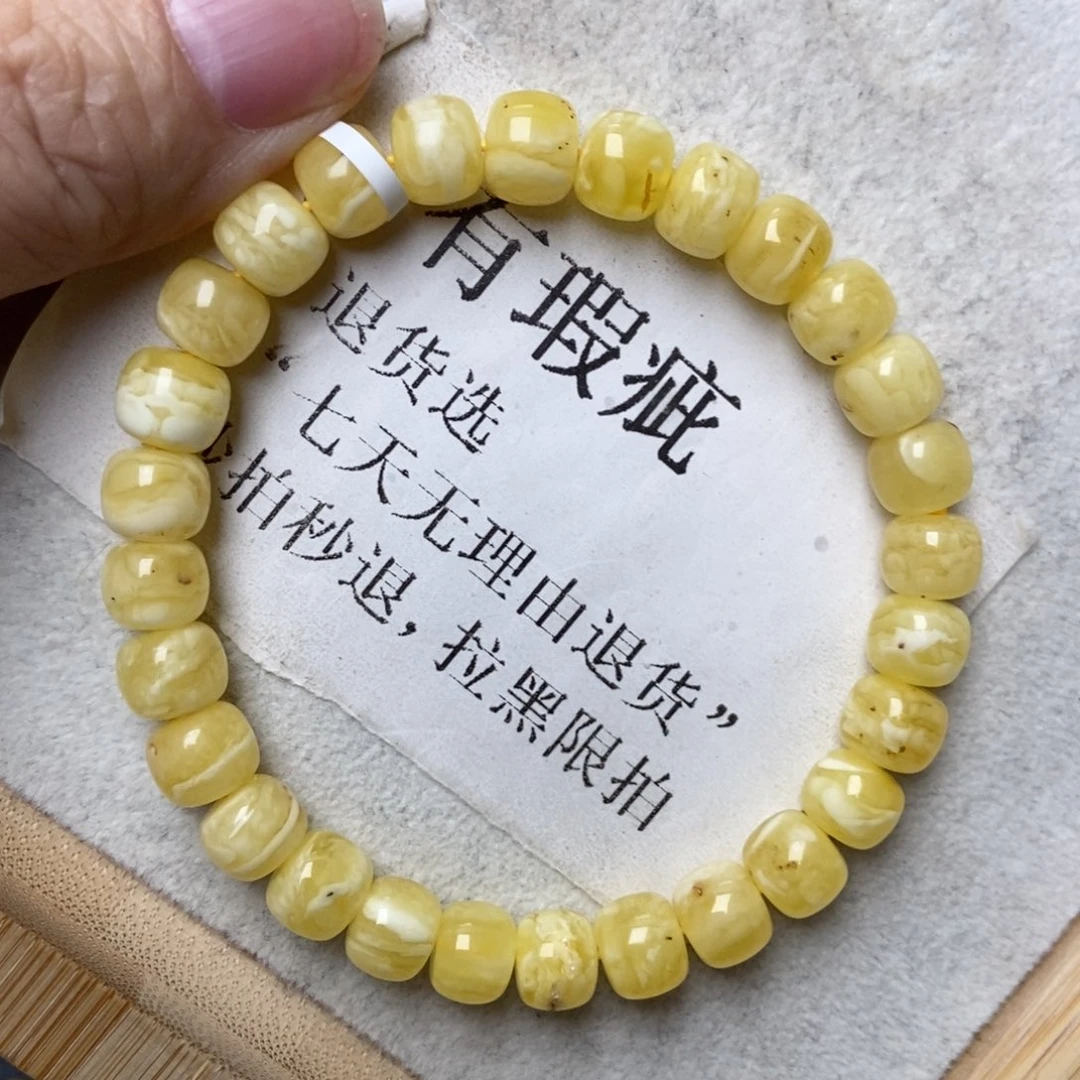 有瑕疵
退货选
“七天无理由退货”
拍秒退，拉黑限拍